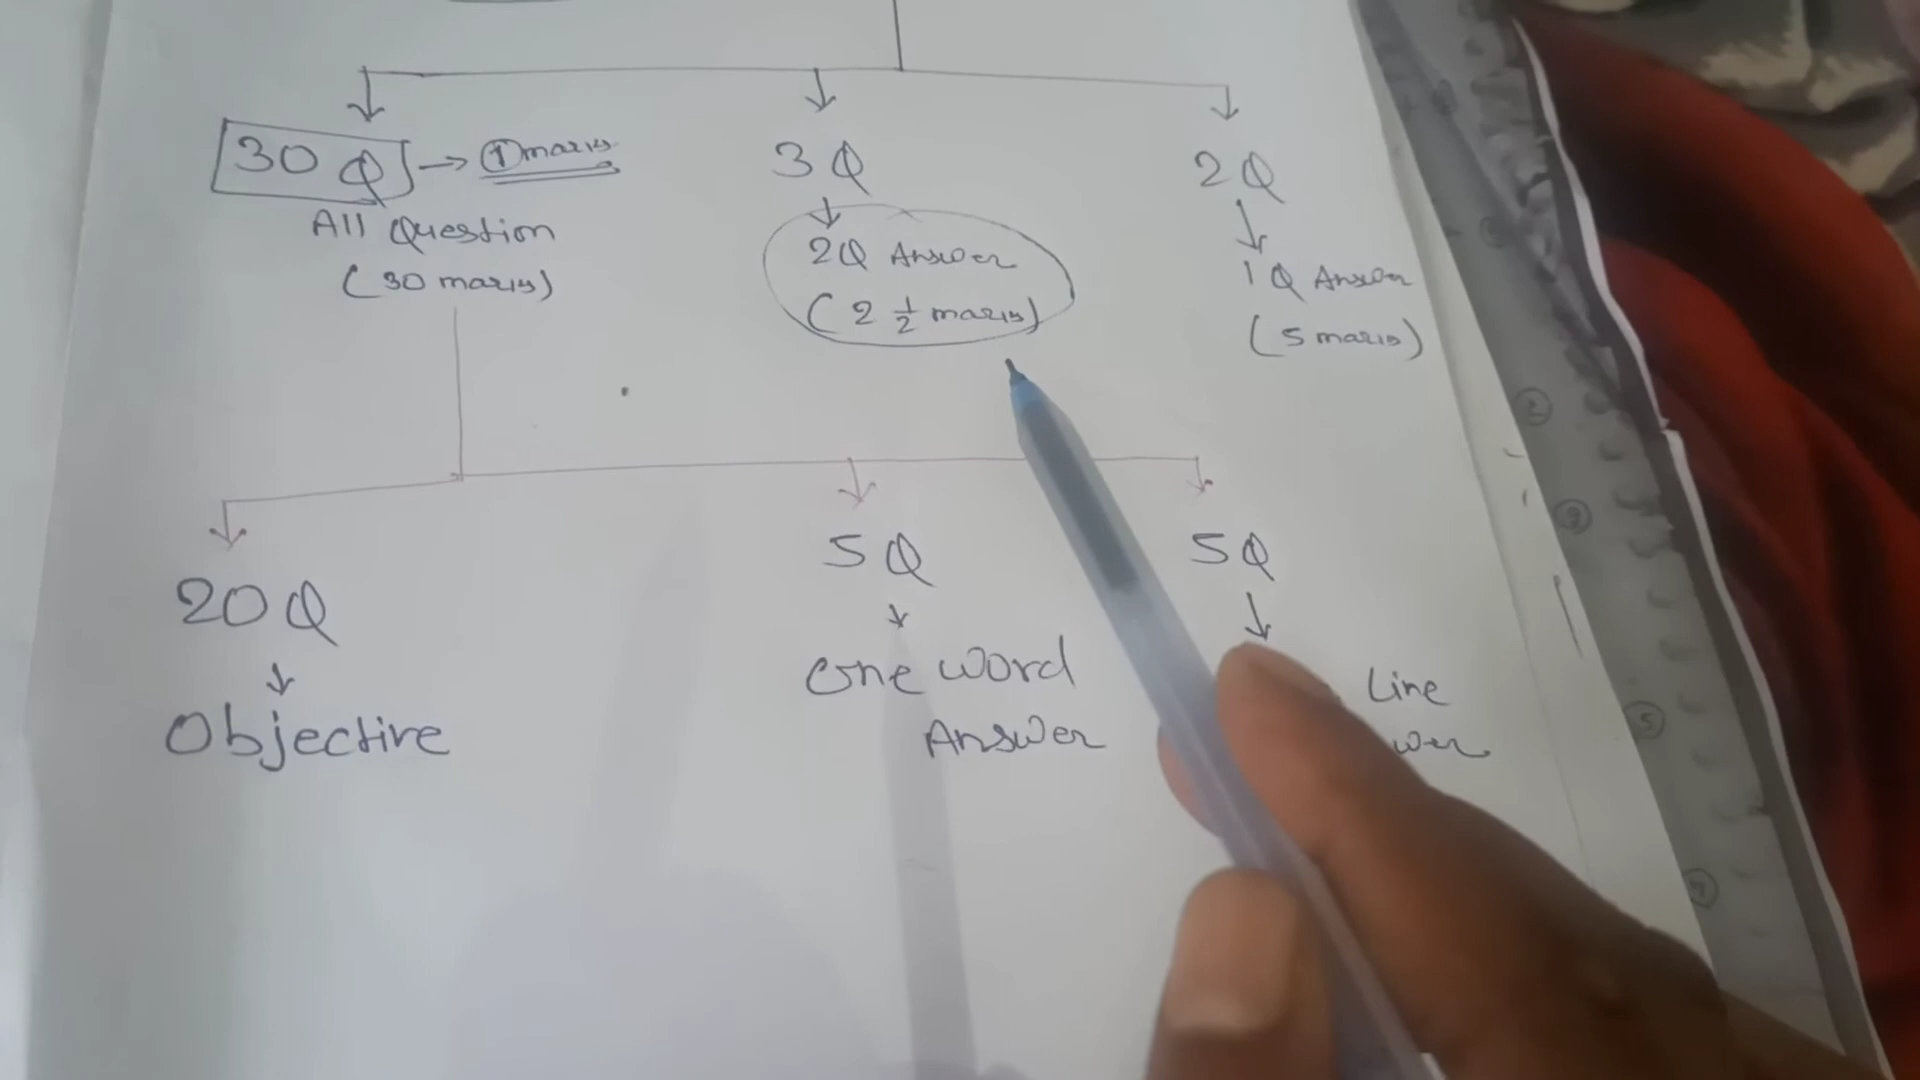 30 Q → 1 marks
All Question
(30 marks)
3 Q
2Q Answer
(2 1/2 marks)
2Q
1 Q Answer
(5 marks)
20 Q
Objective
5 Q
One Word
Answer
5 Q
Line